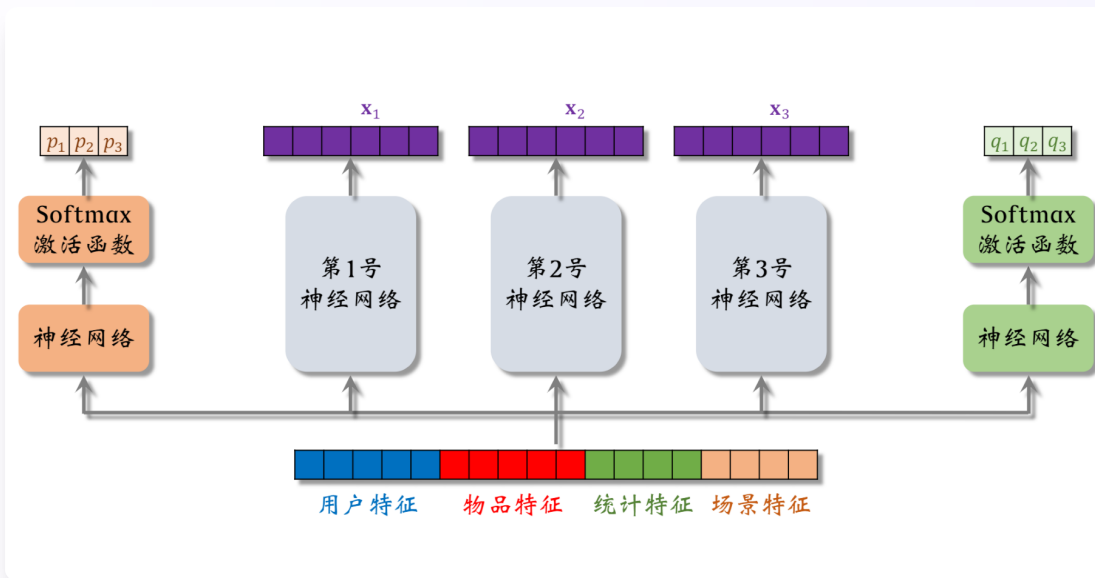 x₁
x₂
x₃
p₁ p₂ p₃
q₁ q₂ q₃
Softmax
激活函数
第1号
神经网络
第2号
神经网络
第3号
神经网络
Softmax
激活函数
神经网络
神经网络
用户特征
物品特征
统计特征
场景特征